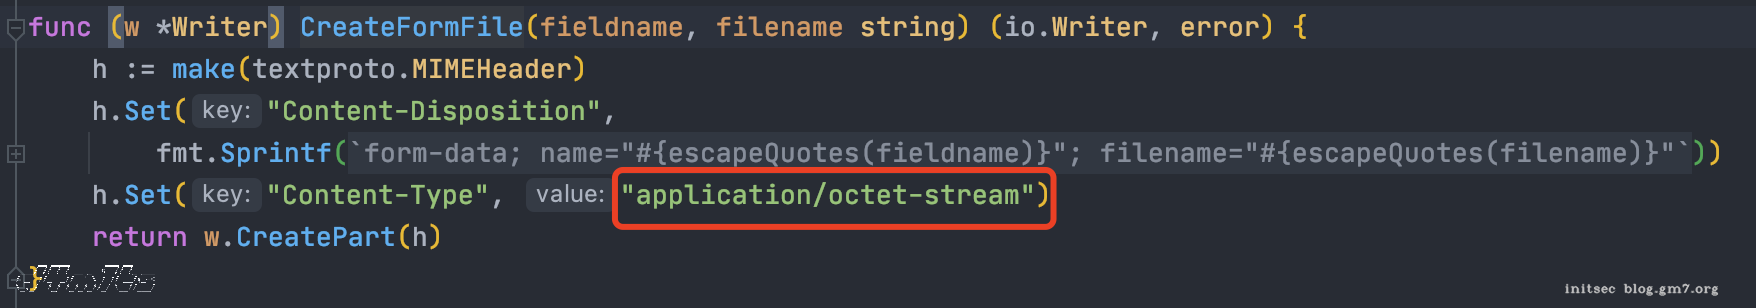 func (w *Writer) CreateFormFile(fieldname, filename string) (io.Writer, error) {
    h := make(textproto.MIMEHeader)
    h.Set( key: "Content-Disposition",
        fmt.Sprintf(`form-data; name="#{escapeQuotes(fieldname)}"; filename="#{escapeQuotes(filename)}"`))
    h.Set( key: "Content-Type", value: "application/octet-stream")
    return w.CreatePart(h)
}
initsec blog.gm7.org